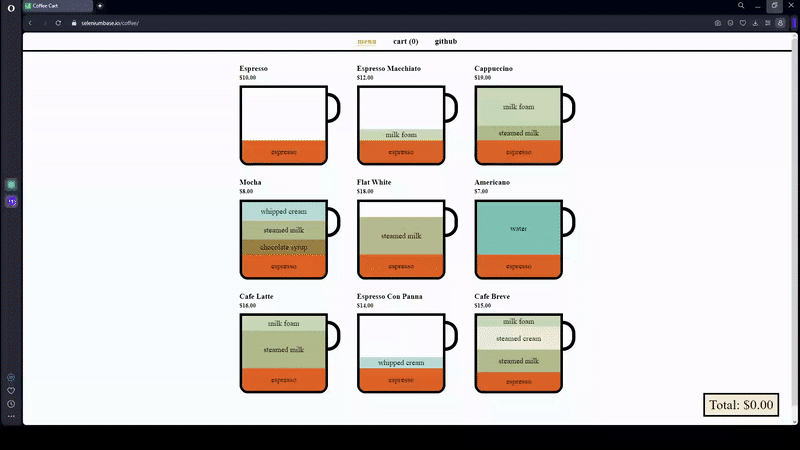 Coffee Cart
seleniumbase.io/coffee/
menu cart (0) github
Espresso
$10.00
espresso
Espresso Macchiato
$12.00
milk foam
espresso
Cappuccino
$19.00
milk foam
steamed milk
espresso
Mocha
$8.00
whipped cream
steamed milk
chocolate syrup
espresso
Flat White
$18.00
steamed milk
espresso
Americano
$7.00
water
espresso
Cafe Latte
$16.00
milk foam
steamed milk
espresso
Espresso Con Panna
$14.00
whipped cream
espresso
Cafe Breve
$15.00
milk foam
steamed cream
steamed milk
espresso
Total: $0.00